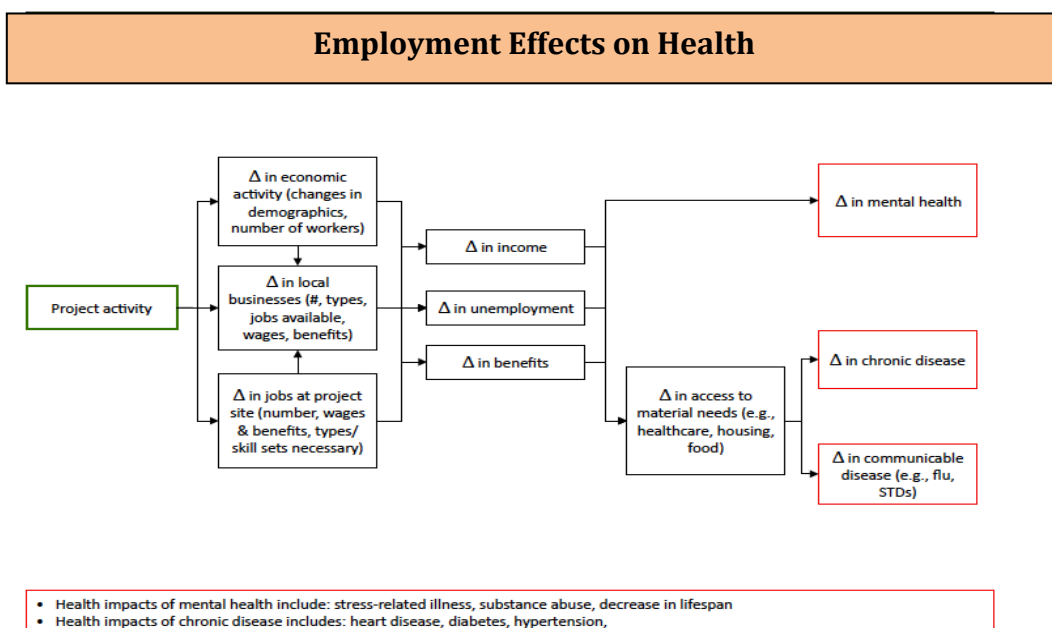 Employment Effects on Health
Δ in economic
activity (changes in
demographics,
number of workers)
Δ in mental health
Δ in income
Project activity
Δ in local
businesses (#, types,
jobs available,
wages, benefits)
Δ in unemployment
Δ in benefits
Δ in chronic disease
Δ in jobs at project
site (number, wages
& benefits, types/
skill sets necessary)
Δ in access to
material needs (e.g.,
healthcare, housing,
food)
Δ in communicable
disease (e.g., flu,
STDs)
• Health impacts of mental health include: stress-related illness, substance abuse, decrease in lifespan
• Health impacts of chronic disease includes: heart disease, diabetes, hypertension,